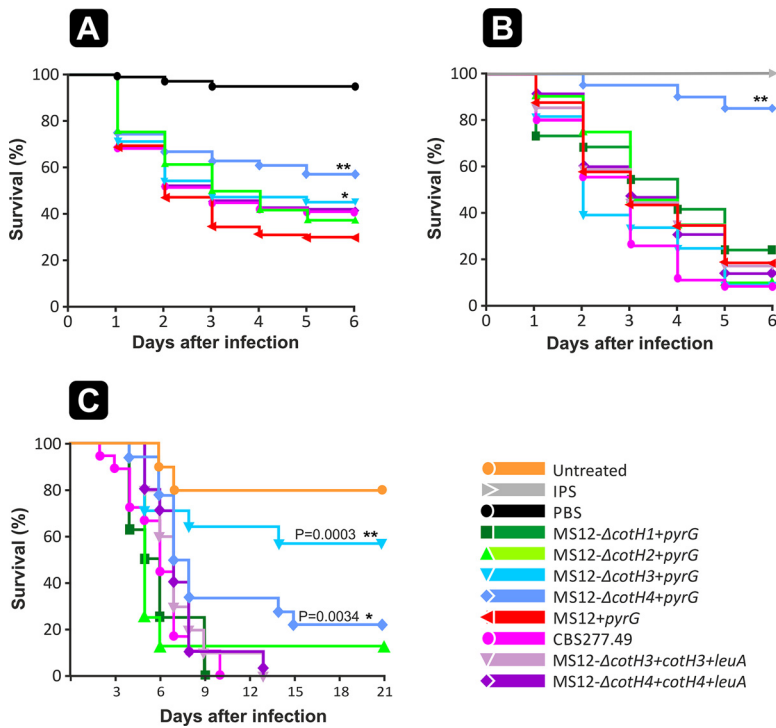 A
Survival (%)
100
80
60
40
20
0
**
*
0 1 2 3 4 5 6
Days after infection
B
Survival (%)
100
80
60
40
20
0
**
0 1 2 3 4 5 6
Days after infection
C
Survival (%)
100
80
60
40
20
0
P=0.0003 **
P=0.0034 *
3 6 9 12 15 18 21
Days after infection
Untreated
IPS
PBS
MS12-ΔcotH1+pyrG
MS12-ΔcotH2+pyrG
MS12-ΔcotH3+pyrG
MS12-ΔcotH4+pyrG
MS12+pyrG
CBS277.49
MS12-ΔcotH3+cotH3+leuA
MS12-ΔcotH4+cotH4+leuA